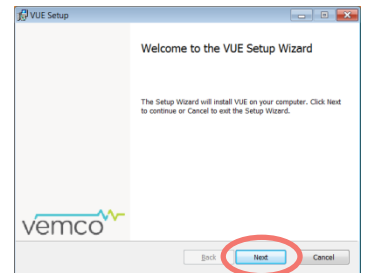 VUE Setup
Welcome to the VUE Setup Wizard
The Setup Wizard will install VUE on your computer. Click Next
to continue or Cancel to exit the Setup Wizard.
vemco
Back Next Cancel